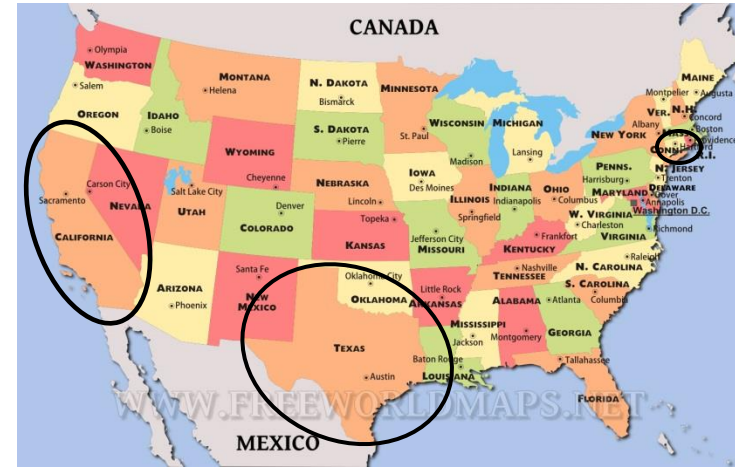 CANADA
Olympia
WASHINGTON
MONTANA
Helena
N. DAKOTA
Bismarck
MINNESOTA
MAINE
Augusta
Montpelier
VER.
N.H.
Concord
Salem
OREGON
IDAHO
Boise
S. DAKOTA
Pierre
St. Paul
WISCONSIN
Madison
MICHIGAN
Lansing
Albany
NEW YORK
MASS
Boston
Providence
CONN.
R.I.
WYOMING
Cheyenne
IOWA
Des Moines
PENNS.
Harrisburg
N. JERSEY
Trenton
Carson City
Sacramento
NEVADA
Salt Lake City
UTAH
Denver
COLORADO
NEBRASKA
Lincoln
ILLINOIS
Springfield
INDIANA
Indianapolis
OHIO
Columbus
MARYLAND
DELAWARE
Dover
Annapolis
Washington D.C.
W. VIRGINIA
Charleston
CALIFORNIA
Topeka
KANSAS
Jefferson City
MISSOURI
Frankfort
KENTUCKY
VIRGINIA
Richmond
Santa Fe
NEW
MEXICO
Oklahoma City
OKLAHOMA
Little Rock
ARKANSAS
Nashville
TENNESSEE
Raleigh
N. CAROLINA
S. CAROLINA
Columbia
ARIZONA
Phoenix
TEXAS
Austin
MISSISSIPPI
Jackson
ALABAMA
Montgomery
Atlanta
GEORGIA
Baton Rouge
LOUISIANA
Tallahassee
FLORIDA
WWW.FREEWORLDMAPS.NET
MEXICO